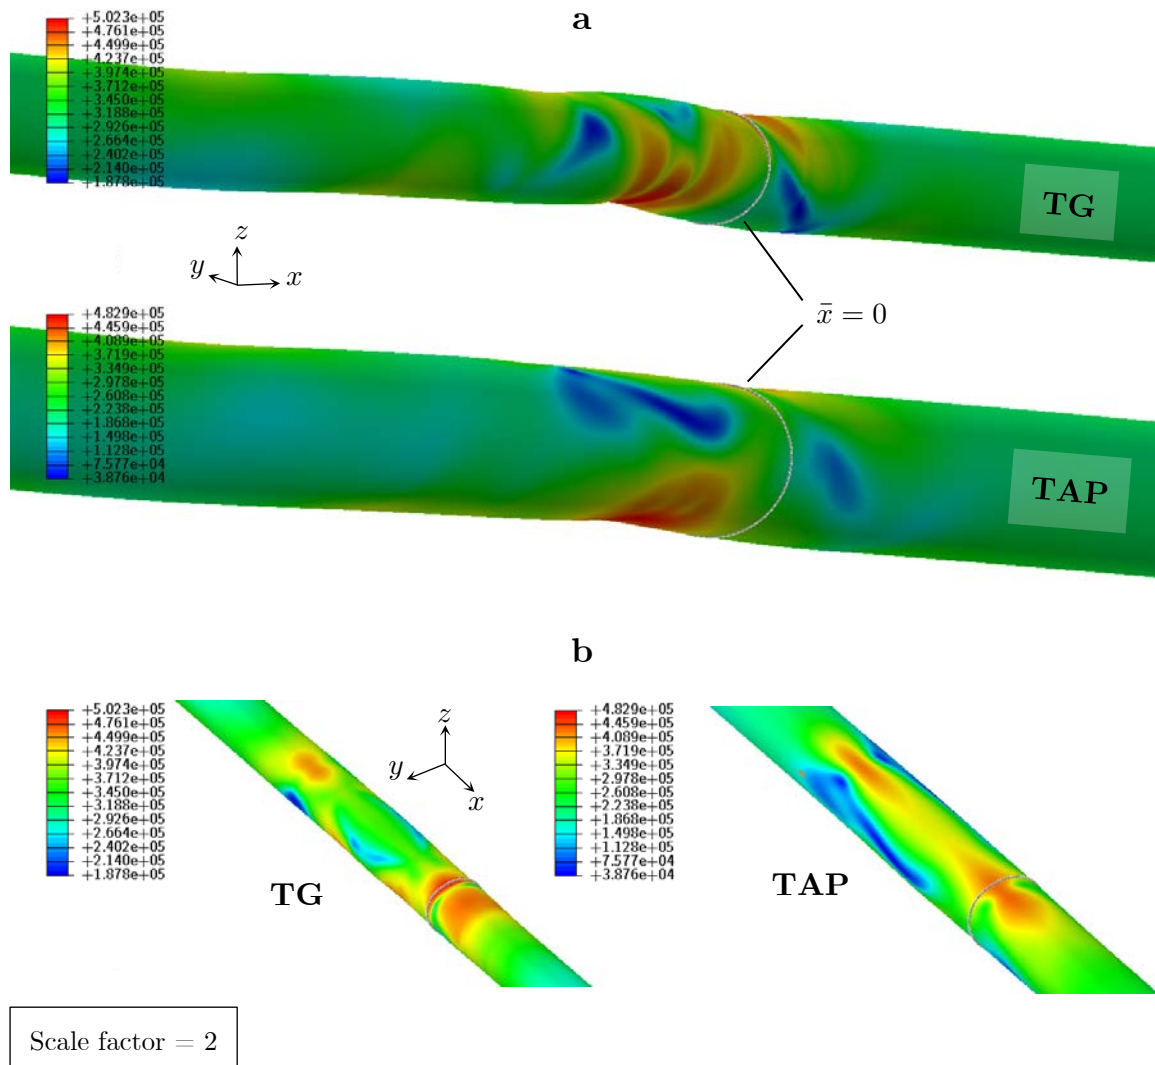 a
+5.023e+05
+4.761e+05
+4.499e+05
+4.237e+05
+3.974e+05
+3.712e+05
+3.450e+05
+3.188e+05
+2.926e+05
+2.664e+05
+2.402e+05
+2.140e+05
+1.878e+05
TG
z
y
x
x̄ = 0
+4.829e+05
+4.459e+05
+4.089e+05
+3.719e+05
+3.349e+05
+2.978e+05
+2.608e+05
+2.238e+05
+1.868e+05
+1.498e+05
+1.128e+05
+7.577e+04
+3.876e+04
TAP
b
+5.023e+05
+4.761e+05
+4.499e+05
+4.237e+05
+3.974e+05
+3.712e+05
+3.450e+05
+3.188e+05
+2.926e+05
+2.664e+05
+2.402e+05
+2.140e+05
+1.878e+05
TG
z
y
x
+4.829e+05
+4.459e+05
+4.089e+05
+3.719e+05
+3.349e+05
+2.978e+05
+2.608e+05
+2.238e+05
+1.868e+05
+1.498e+05
+1.128e+05
+7.577e+04
+3.876e+04
TAP
Scale factor = 2